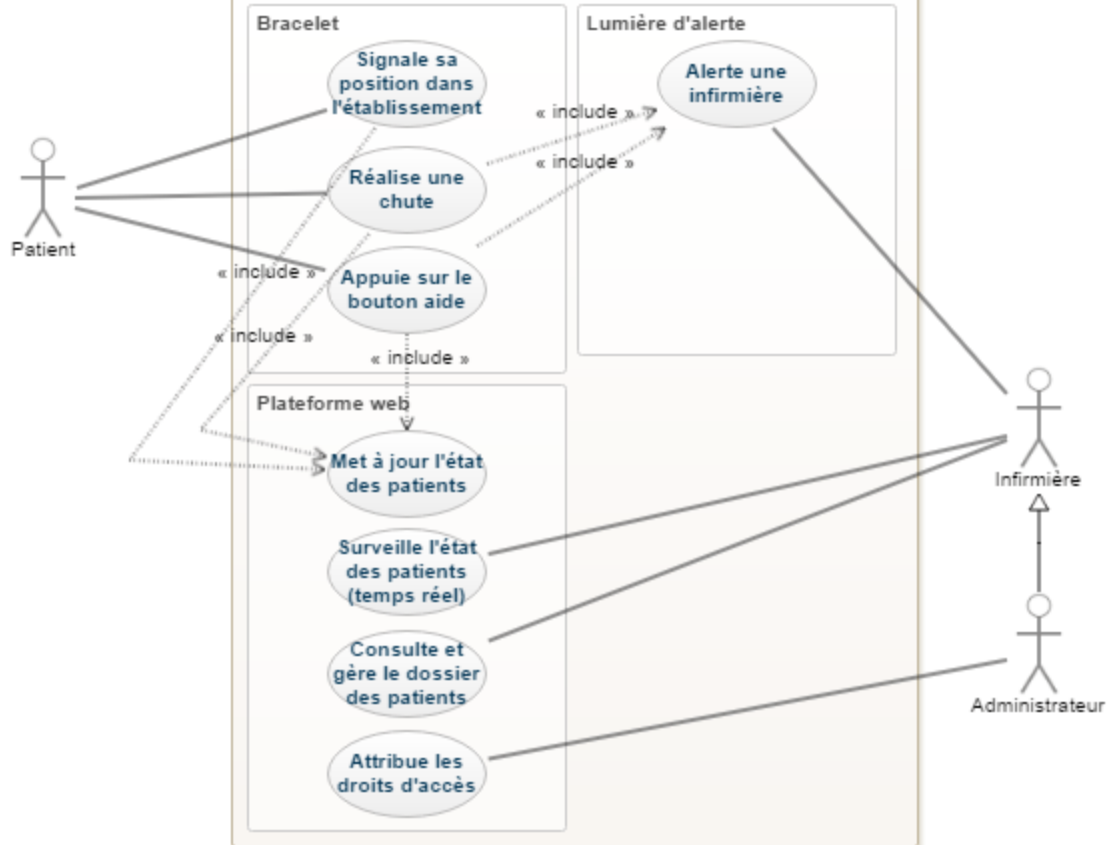 Bracelet
Lumière d'alerte
Signale sa
position dans
l'établissement
Alerte une
infirmière
« include »
« include »
Réalise une
chute
Patient
« include »
Appuie sur le
bouton aide
« include »
« include »
Plateforme web
Met à jour l'état
des patients
Infirmière
Surveille l'état
des patients
(temps réel)
Consulte et
gère le dossier
des patients
Administrateur
Attribue les
droits d'accès